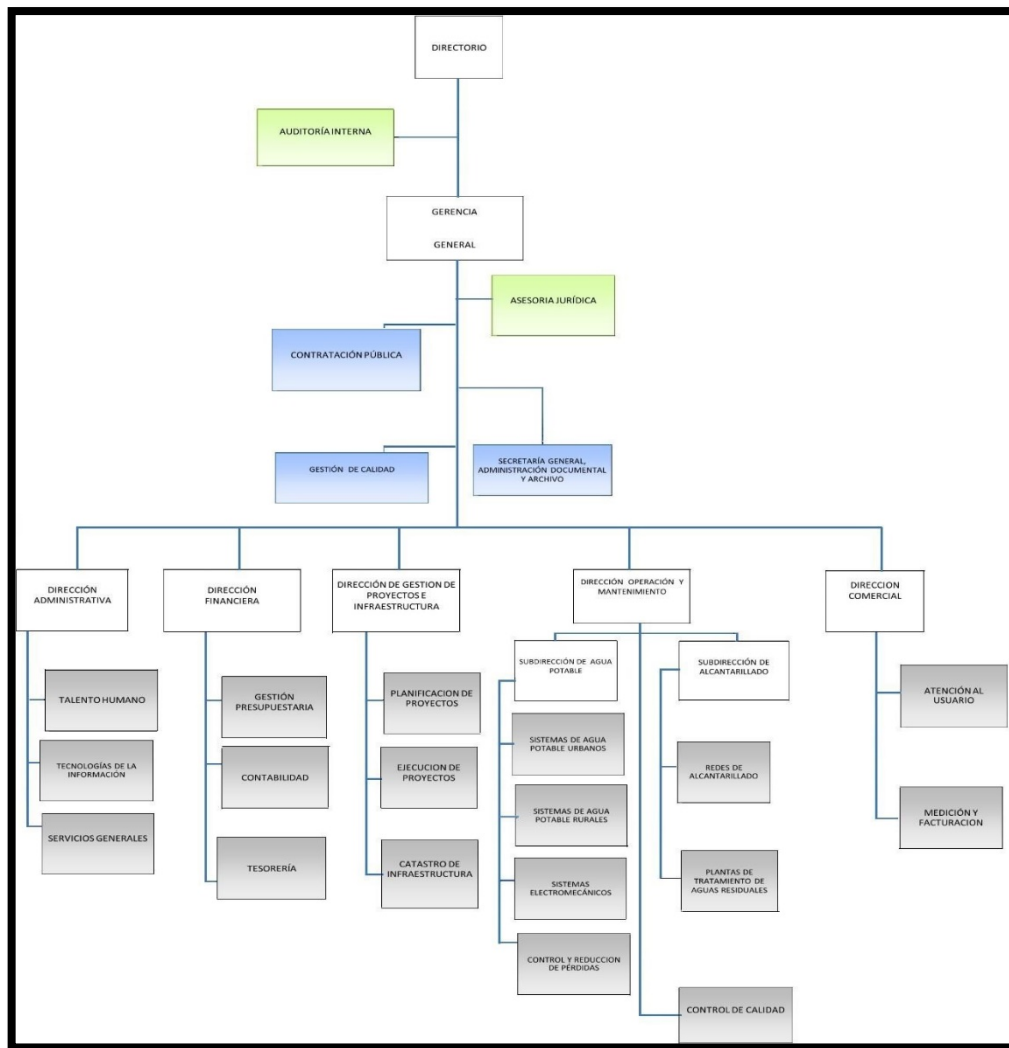 DIRECTORIO
AUDITORÍA INTERNA
GERENCIA
GENERAL
ASESORIA JURÍDICA
CONTRATACIÓN PÚBLICA
GESTIÓN DE CALIDAD
SECRETARÍA GENERAL,
ADMINISTRACIÓN DOCUMENTAL
Y ARCHIVO
DIRECCIÓN
ADMINISTRATIVA
DIRECCIÓN
FINANCIERA
DIRECCIÓN DE GESTION DE
PROYECTOS E
INFRAESTRUCTURA
DIRECCIÓN OPERACIÓN Y
MANTENIMIENTO
DIRECCION
COMERCIAL
TALENTO HUMANO
TECNOLOGÍAS DE LA
INFORMACIÓN
SERVICIOS GENERALES
GESTIÓN
PRESUPUESTARIA
CONTABILIDAD
TESORERÍA
PLANIFICACION DE
PROYECTOS
EJECUCION DE
PROYECTOS
CATASTRO DE
INFRAESTRUCTURA
SUBDIRECCIÓN DE AGUA
POTABLE
SISTEMAS DE AGUA
POTABLE URBANOS
SISTEMAS DE AGUA
POTABLE RURALES
SISTEMAS
ELECTROMECÁNICOS
CONTROL Y REDUCCION
DE PÉRDIDAS
SUBDIRECCIÓN DE
ALCANTARILLADO
REDES DE
ALCANTARILLADO
PLANTAS DE
TRATAMIENTO DE
AGUAS RESIDUALES
CONTROL DE CALIDAD
ATENCIÓN AL
USUARIO
MEDICIÓN Y
FACTURACION